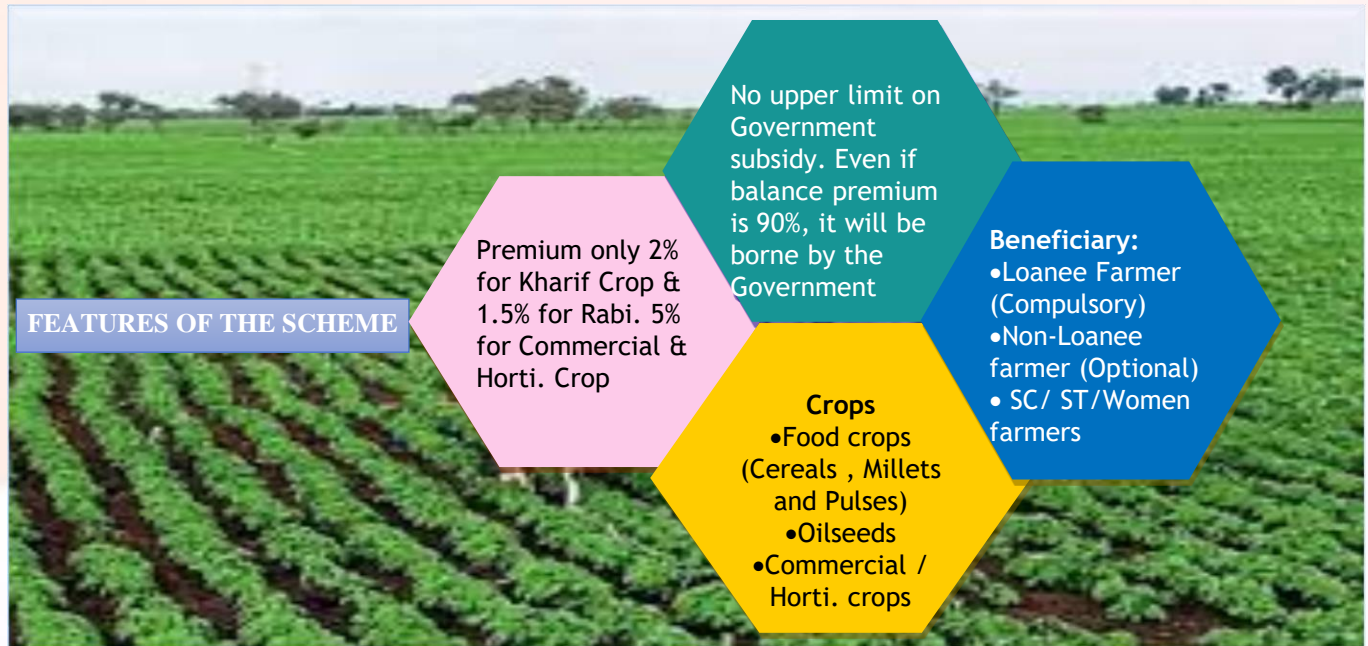 FEATURES OF THE SCHEME
Premium only 2%
for Kharif Crop &
1.5% for Rabi. 5%
for Commercial &
Horti. Crop
No upper limit on
Government
subsidy. Even if
balance premium
is 90%, it will be
borne by the
Government
Beneficiary:
•Loanee Farmer
(Compulsory)
•Non-Loanee
farmer (Optional)
• SC/ ST/Women
farmers
Crops
•Food crops
(Cereals , Millets
and Pulses)
•Oilseeds
•Commercial /
Horti. crops